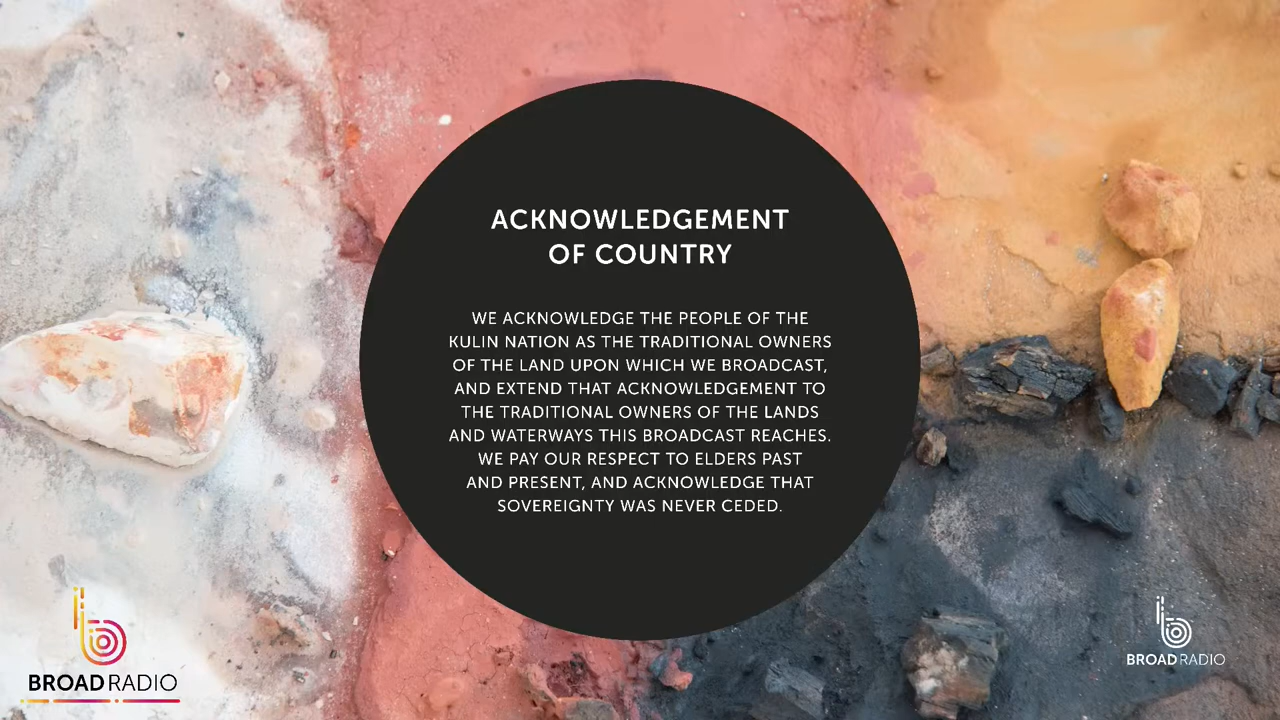 ACKNOWLEDGEMENT
OF COUNTRY
WE ACKNOWLEDGE THE PEOPLE OF THE
KULIN NATION AS THE TRADITIONAL OWNERS
OF THE LAND UPON WHICH WE BROADCAST,
AND EXTEND THAT ACKNOWLEDGEMENT TO
THE TRADITIONAL OWNERS OF THE LANDS
AND WATERWAYS THIS BROADCAST REACHES.
WE PAY OUR RESPECT TO ELDERS PAST
AND PRESENT, AND ACKNOWLEDGE THAT
SOVEREIGNTY WAS NEVER CEDED.
BROADRADIO
BROADRADIO